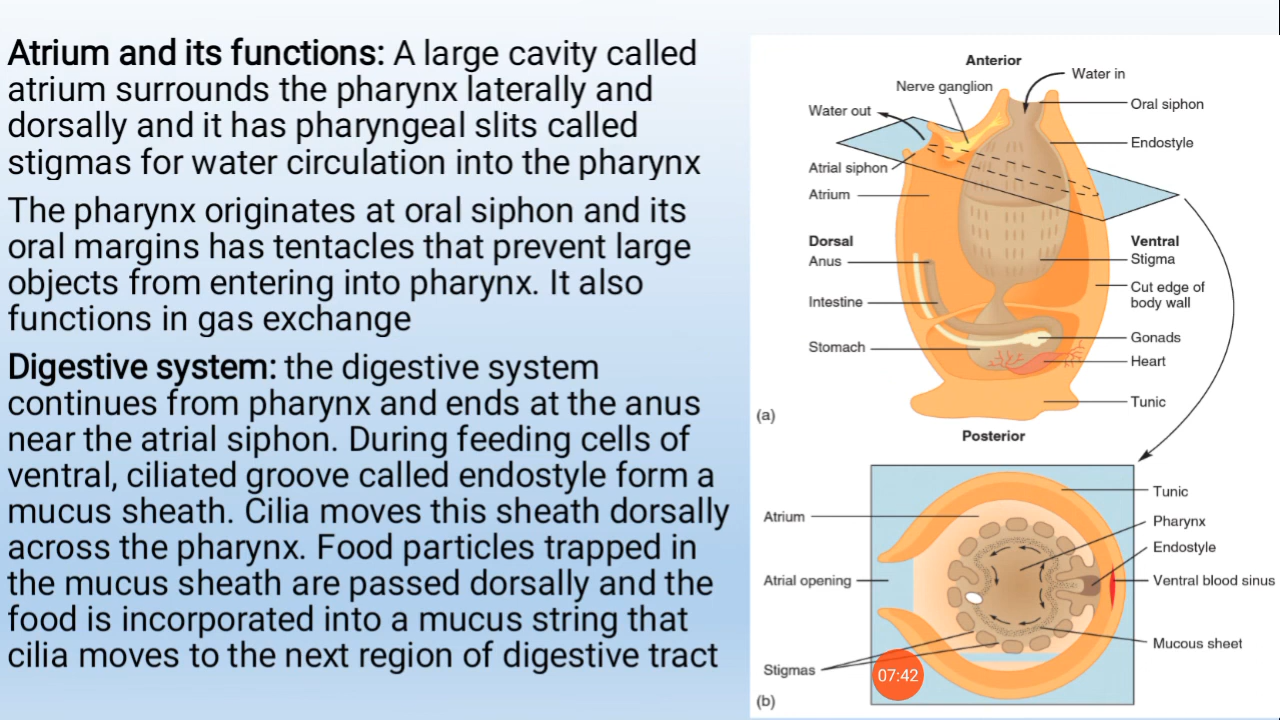 Atrium and its functions: A large cavity called
atrium surrounds the pharynx laterally and
dorsally and it has pharyngeal slits called
stigmas for water circulation into the pharynx
The pharynx originates at oral siphon and its
oral margins has tentacles that prevent large
objects from entering into pharynx. It also
functions in gas exchange
Digestive system: the digestive system
continues from pharynx and ends at the anus
near the atrial siphon. During feeding cells of
ventral, ciliated groove called endostyle form a
mucus sheath. Cilia moves this sheath dorsally
across the pharynx. Food particles trapped in
the mucus sheath are passed dorsally and the
food is incorporated into a mucus string that
cilia moves to the next region of digestive tract
Anterior
Water in
Nerve ganglion
Oral siphon
Water out
Endostyle
Atrial siphon
Atrium
Dorsal
Ventral
Anus
Stigma
Cut edge of
body wall
Intestine
Gonads
Stomach
Heart
Tunic
(a)
Posterior
Tunic
Atrium
Pharynx
Endostyle
Atrial opening
Ventral blood sinus
Mucous sheet
Stigmas
07:42
(b)